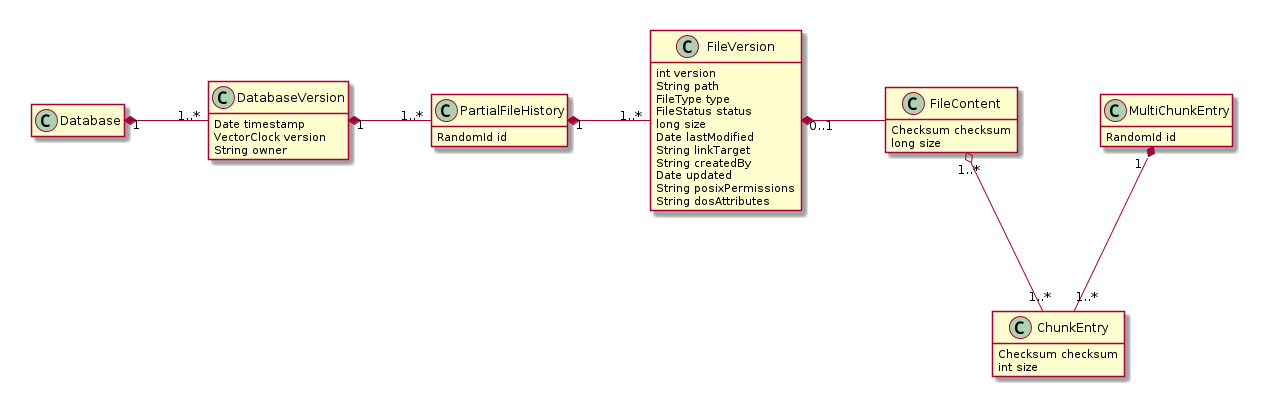 C Database
1
1..*
C DatabaseVersion
Date timestamp
VectorClock version
String owner
1
1..*
C PartialFileHistory
RandomId id
1
1..*
C FileVersion
int version
String path
FileType type
FileStatus status
long size
Date lastModified
String linkTarget
String createdBy
Date updated
String posixPermissions
String dosAttributes
0..1
C FileContent
Checksum checksum
long size
1..*
C MultiChunkEntry
RandomId id
1
1..*
1..*
C ChunkEntry
Checksum checksum
int size